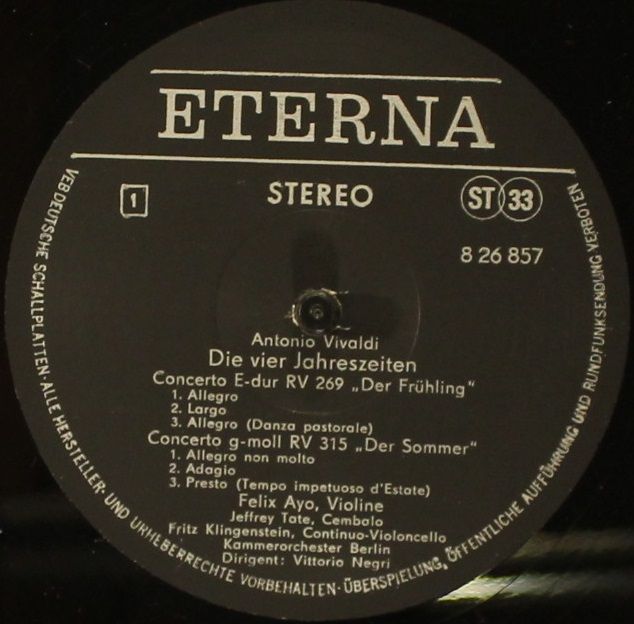 ETERNA
1
STEREO
ST 33
8 26 857
Antonio Vivaldi
Die vier Jahreszeiten
Concerto E-dur RV 269 „Der Frühling“
1. Allegro
2. Largo
3. Allegro (Danza pastorale)
Concerto g-moll RV 315 „Der Sommer“
1. Allegro non molto
2. Adagio
3. Presto (Tempo impetuoso d'Estate)
Felix Ayo, Violine
Jeffrey Tate, Cembalo
Fritz Klingenstein, Continuo-Violoncello
Kammerorchester Berlin
Dirigent: Vittorio Negri
VEB DEUTSCHE SCHALLPLATTEN · ALLE HERSTELLER- UND URHEBERRECHTE VORBEHALTEN · ÜBERSPIELUNG, ÖFFENTLICHE AUFFÜHRUNG UND RUNDFUNKSENDUNG VERBOTEN